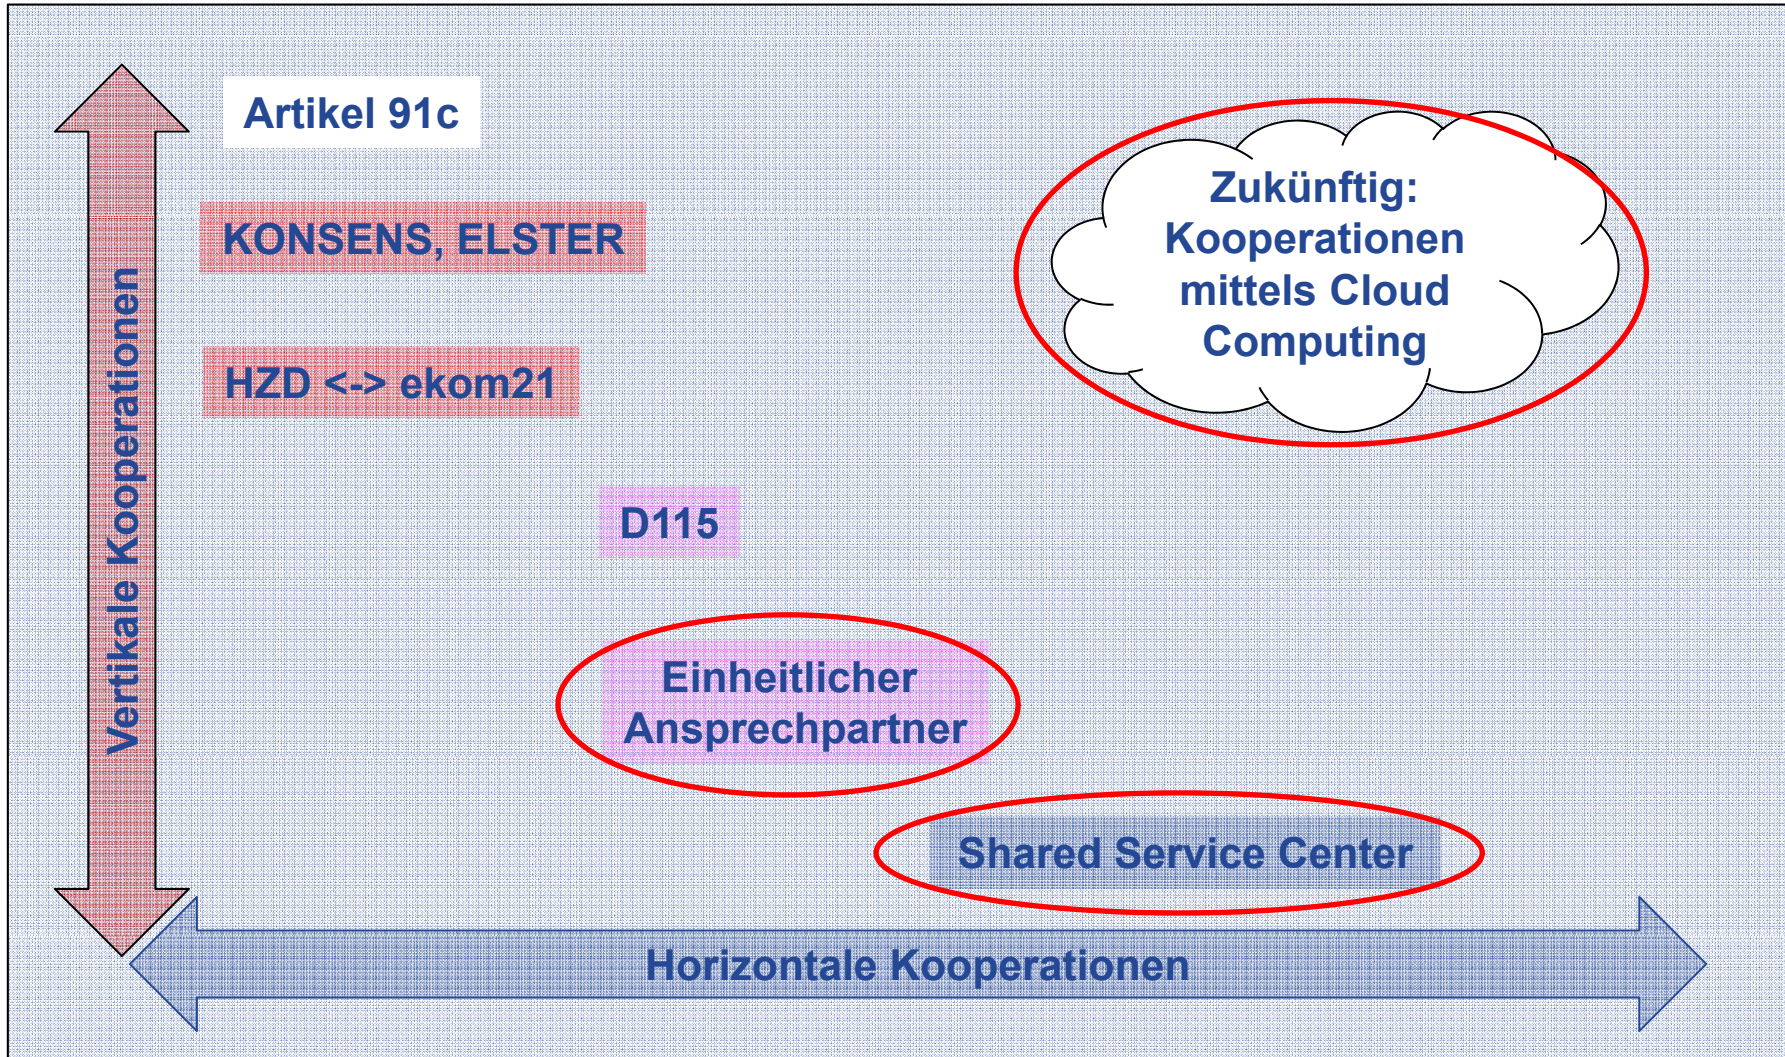 Artikel 91c
KONSENS, ELSTER
HZD <-> ekom21
Zukünftig:
Kooperationen
mittels Cloud
Computing
D115
Einheitlicher
Ansprechpartner
Shared Service Center
Vertikale Kooperationen
Horizontale Kooperationen